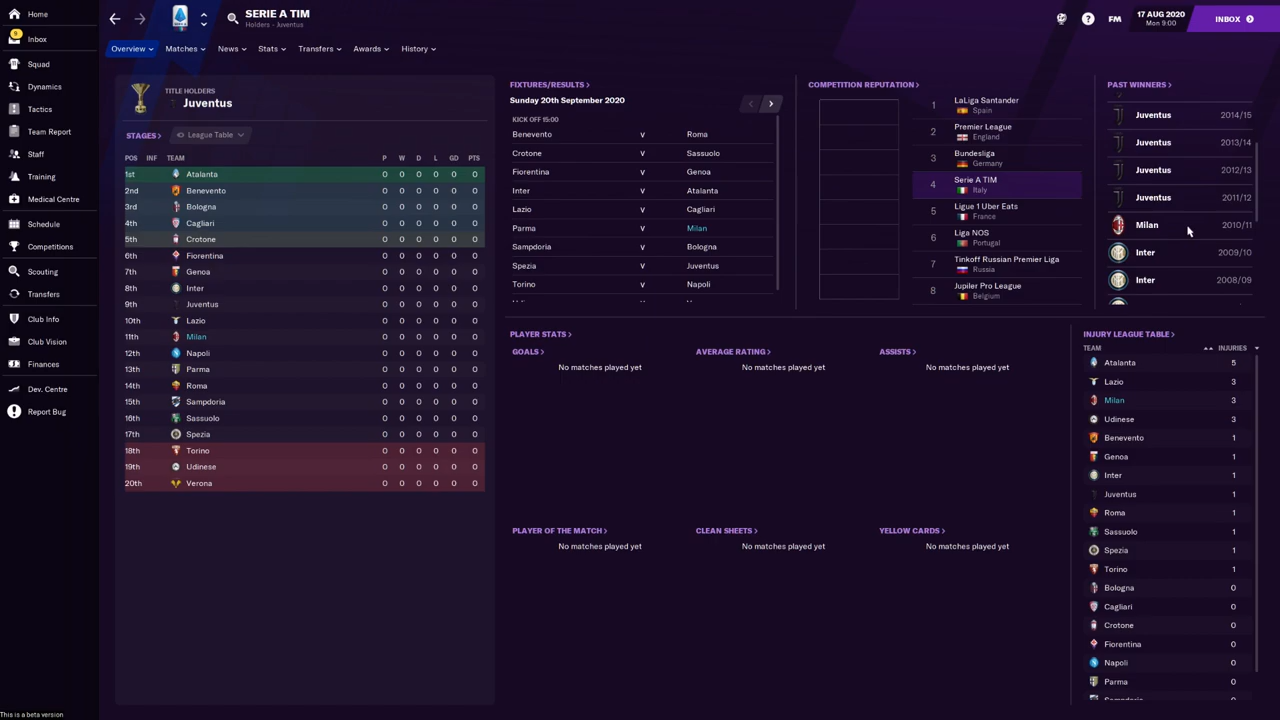 Home
Inbox
9
Squad
Dynamics
Tactics
Team Report
Staff
Training
Medical Centre
Schedule
Competitions
Scouting
Transfers
Club Info
Club Vision
Finances
Dev. Centre
Report Bug
This is a beta version
SERIE A TIM
Holders - Juventus
FM
17 AUG 2020
Mon 9:00
INBOX
Overview
Matches
News
Stats
Transfers
Awards
History
TITLE HOLDERS
Juventus
STAGES
League Table
POS INF TEAM P W D L GD PTS
1st Atalanta 0 0 0 0 0 0
2nd Benevento 0 0 0 0 0 0
3rd Bologna 0 0 0 0 0 0
4th Cagliari 0 0 0 0 0 0
5th Crotone 0 0 0 0 0 0
6th Fiorentina 0 0 0 0 0 0
7th Genoa 0 0 0 0 0 0
8th Inter 0 0 0 0 0 0
9th Juventus 0 0 0 0 0 0
10th Lazio 0 0 0 0 0 0
11th Milan 0 0 0 0 0 0
12th Napoli 0 0 0 0 0 0
13th Parma 0 0 0 0 0 0
14th Roma 0 0 0 0 0 0
15th Sampdoria 0 0 0 0 0 0
16th Sassuolo 0 0 0 0 0 0
17th Spezia 0 0 0 0 0 0
18th Torino 0 0 0 0 0 0
19th Udinese 0 0 0 0 0 0
20th Verona 0 0 0 0 0 0
FIXTURES/RESULTS
Sunday 20th September 2020
KICK OFF 15:00
Benevento v Roma
Crotone v Sassuolo
Fiorentina v Genoa
Inter v Atalanta
Lazio v Cagliari
Parma v Milan
Sampdoria v Bologna
Spezia v Juventus
Torino v Napoli
COMPETITION REPUTATION
1 LaLiga Santander
Spain
2 Premier League
England
3 Bundesliga
Germany
4 Serie A TIM
Italy
5 Ligue 1 Uber Eats
France
6 Liga NOS
Portugal
7 Tinkoff Russian Premier Liga
Russia
8 Jupiler Pro League
Belgium
PAST WINNERS
Juventus 2014/15
Juventus 2013/14
Juventus 2012/13
Juventus 2011/12
Milan 2010/11
Inter 2009/10
Inter 2008/09
PLAYER STATS
GOALS
No matches played yet
AVERAGE RATING
No matches played yet
ASSISTS
No matches played yet
PLAYER OF THE MATCH
No matches played yet
CLEAN SHEETS
No matches played yet
YELLOW CARDS
No matches played yet
INJURY LEAGUE TABLE
TEAM INJURIES
Atalanta 5
Lazio 3
Milan 3
Udinese 3
Benevento 1
Genoa 1
Inter 1
Juventus 1
Roma 1
Sassuolo 1
Spezia 1
Torino 1
Bologna 0
Cagliari 0
Crotone 0
Fiorentina 0
Napoli 0
Parma 0